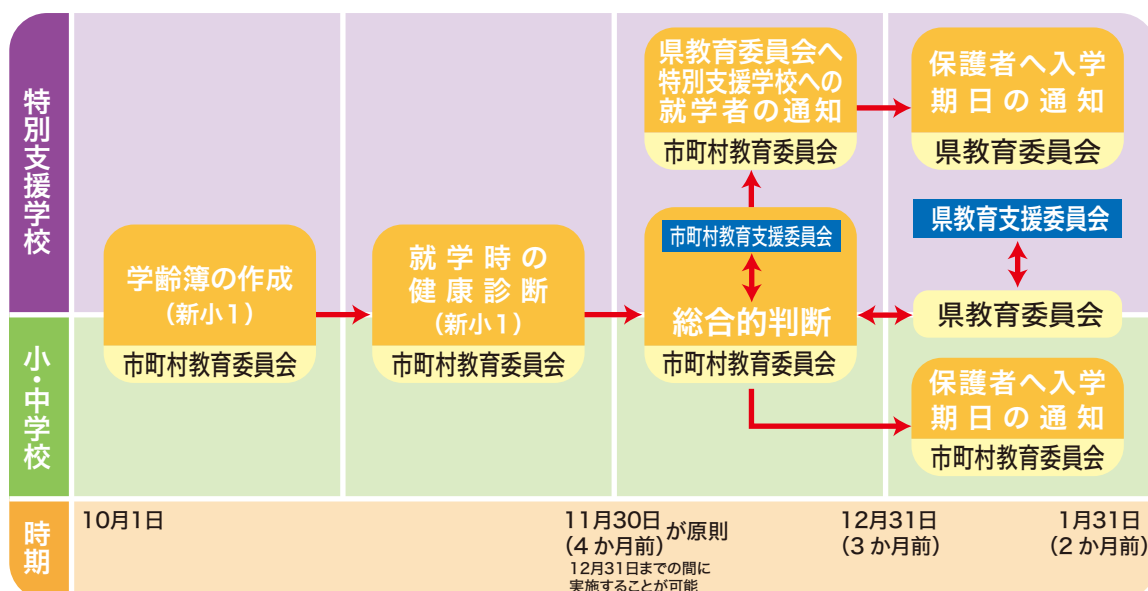 特別支援学校
県教育委員会へ
特別支援学校への
就学者の通知
市町村教育委員会
保護者へ入学
期日の通知
県教育委員会
学齢簿の作成
(新小1)
市町村教育委員会
就学時の
健康診断
(新小1)
市町村教育委員会
市町村教育支援委員会
総合的判断
市町村教育委員会
県教育支援委員会
県教育委員会
小・中学校
保護者へ入学
期日の通知
市町村教育委員会
時期
10月1日
11月30日
(4か月前)
が原則
12月31日までの間に
実施することが可能
12月31日
(3か月前)
1月31日
(2か月前)